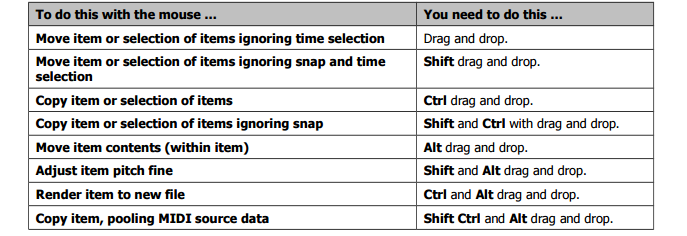 To do this with the mouse ... You need to do this ...
Move item or selection of items ignoring time selection Drag and drop.
Move item or selection of items ignoring snap and time Shift drag and drop.
selection
Copy item or selection of items Ctrl drag and drop.
Copy item or selection of items ignoring snap Shift and Ctrl with drag and drop.
Move item contents (within item) Alt drag and drop.
Adjust item pitch fine Shift and Alt drag and drop.
Render item to new file Ctrl and Alt drag and drop.
Copy item, pooling MIDI source data Shift Ctrl and Alt drag and drop.